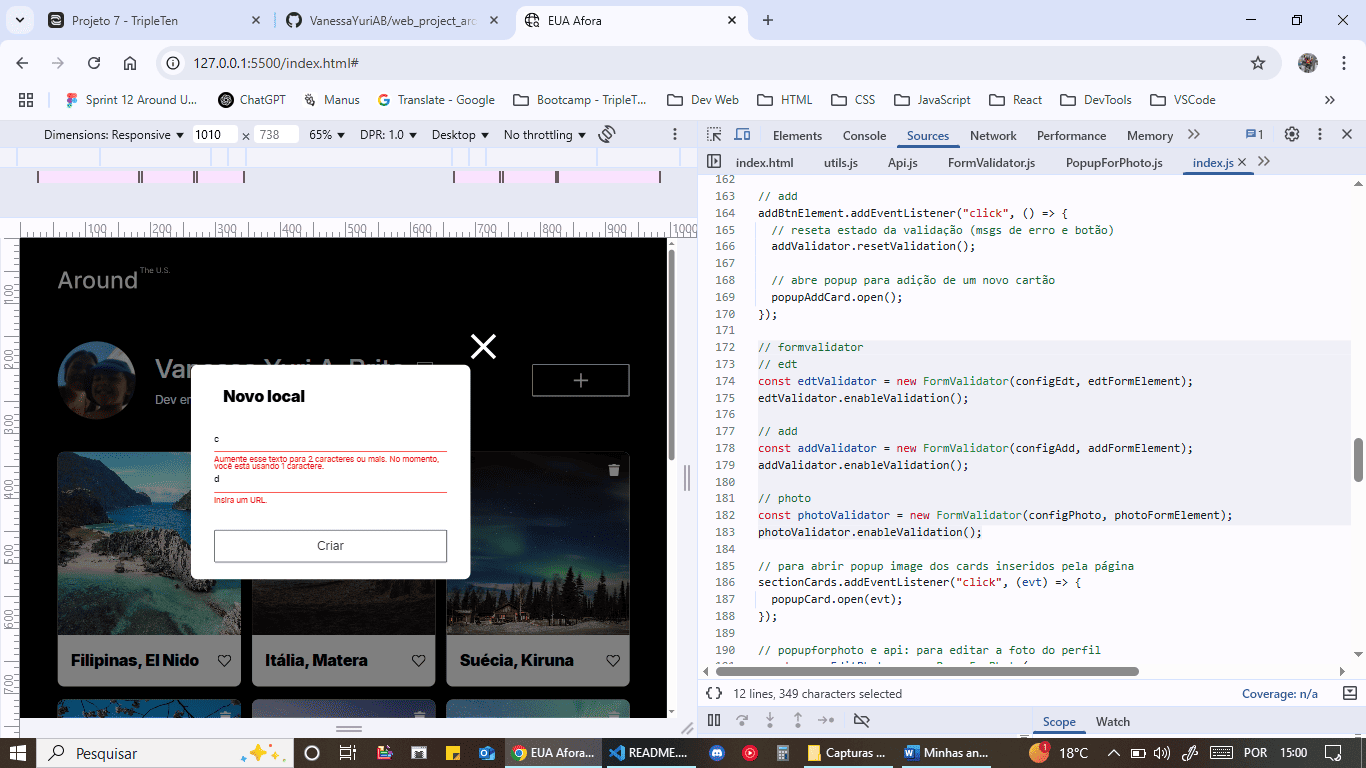 Projeto 7 - TripleTen
VanessaYuriAB/web_project_aro
EUA Afora
127.0.0.1:5500/index.html#
Sprint 12 Around U...
ChatGPT
Manus
Translate - Google
Bootcamp - TripleT...
Dev Web
HTML
CSS
JavaScript
React
DevTools
VSCode
Dimensions: Responsive
1010
×
738
65%
DPR: 1.0
Desktop
No throttling
Elements
Console
Sources
Network
Performance
Memory
1
index.html
utils.js
Api.js
FormValidator.js
PopupForPhoto.js
index.js
100
200
300
400
500
600
700
800
900
1000
100
200
300
400
500
600
700
Around The U.S.
Dev e
Novo local
c
Aumente esse texto para 2 caracteres ou mais. No momento,
você está usando 1 caractere.
d
Insira um URL.
Criar
Filipinas, El Nido
Itália, Matera
Suécia, Kiruna
162
163 // add
164 addBtnElement.addEventListener("click", () => {
165 // reseta estado da validação (msgs de erro e botão)
166 addValidator.resetValidation();
167
168 // abre popup para adição de um novo cartão
169 popupAddCard.open();
170 });
171
172 // formvalidator
173 // edt
174 const edtValidator = new FormValidator(configEdt, edtFormElement);
175 edtValidator.enableValidation();
176
177 // add
178 const addValidator = new FormValidator(configAdd, addFormElement);
179 addValidator.enableValidation();
180
181 // photo
182 const photoValidator = new FormValidator(configPhoto, photoFormElement);
183 photoValidator.enableValidation();
184
185 // para abrir popup image dos cards inseridos pela página
186 sectionCards.addEventListener("click", (evt) => {
187 popupCard.open(evt);
188 });
189
190 // popupforphoto e api: para editar a foto do perfil
{} 12 lines, 349 characters selected
Coverage: n/a
Scope
Watch
Pesquisar
EUA Afora...
README....
Capturas ...
Minhas an...
1
18°C
POR
15:00